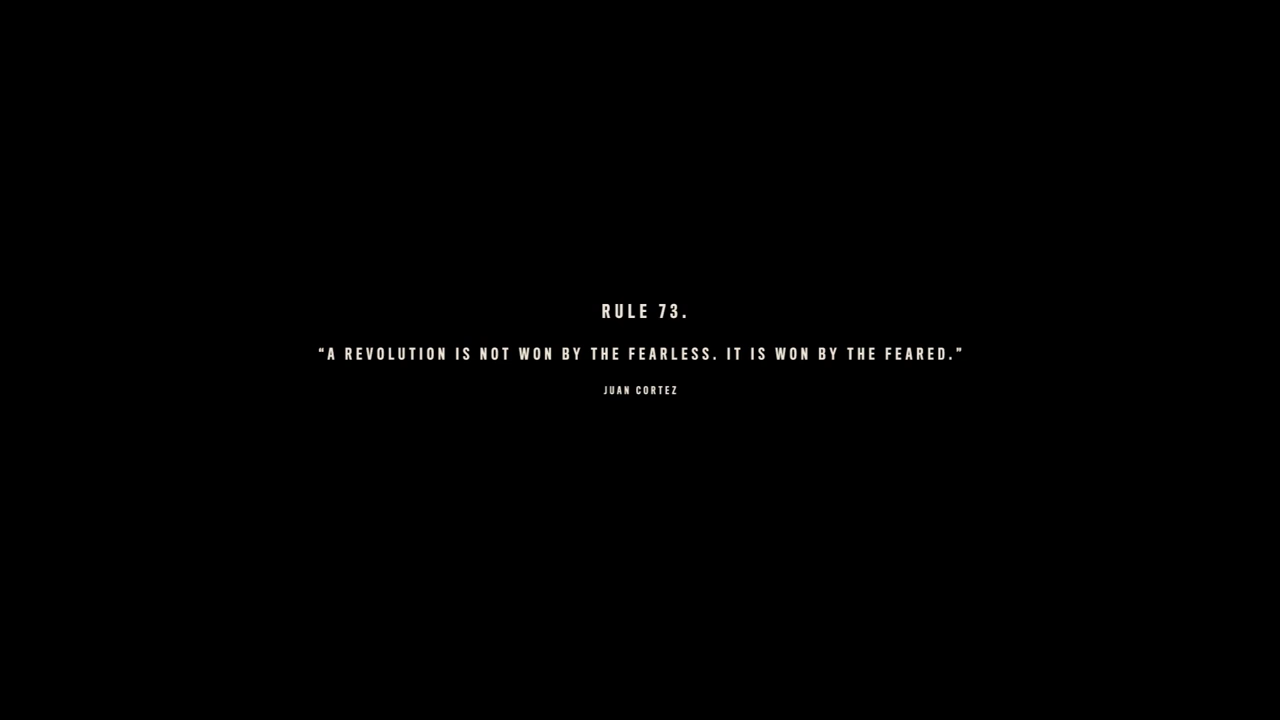 RULE 73.
“A REVOLUTION IS NOT WON BY THE FEARLESS. IT IS WON BY THE FEARED.”
JUAN CORTEZ